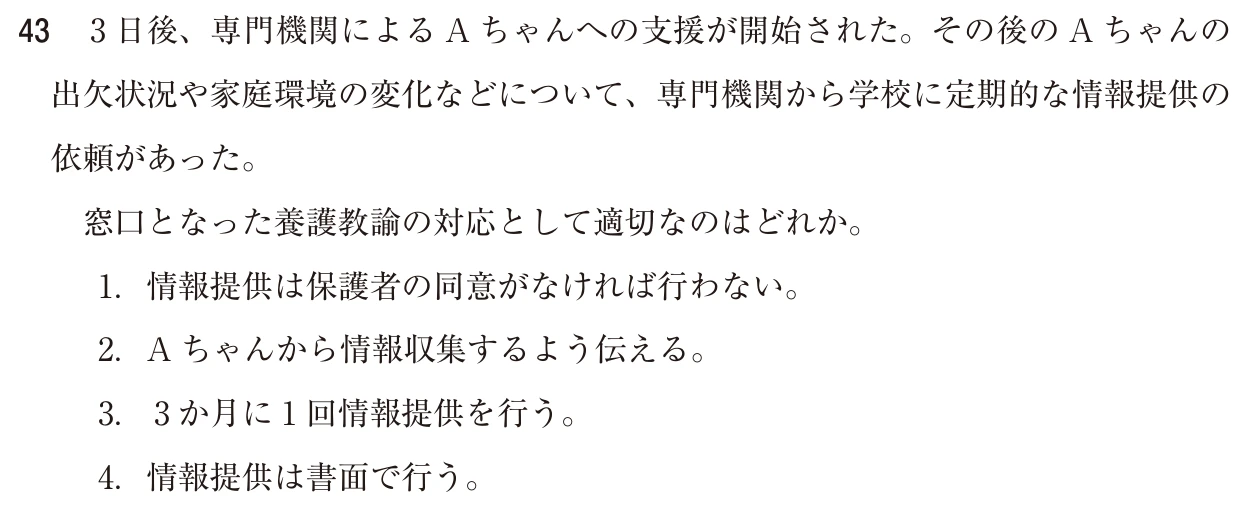 43 3日後、専門機関によるAちゃんへの支援が開始された。その後のAちゃんの
出欠状況や家庭環境の変化などについて、専門機関から学校に定期的な情報提供の
依頼があった。
窓口となった養護教諭の対応として適切なのはどれか。
1. 情報提供は保護者の同意がなければ行わない。
2. Aちゃんから情報収集するよう伝える。
3. 3か月に1回情報提供を行う。
4. 情報提供は書面で行う。